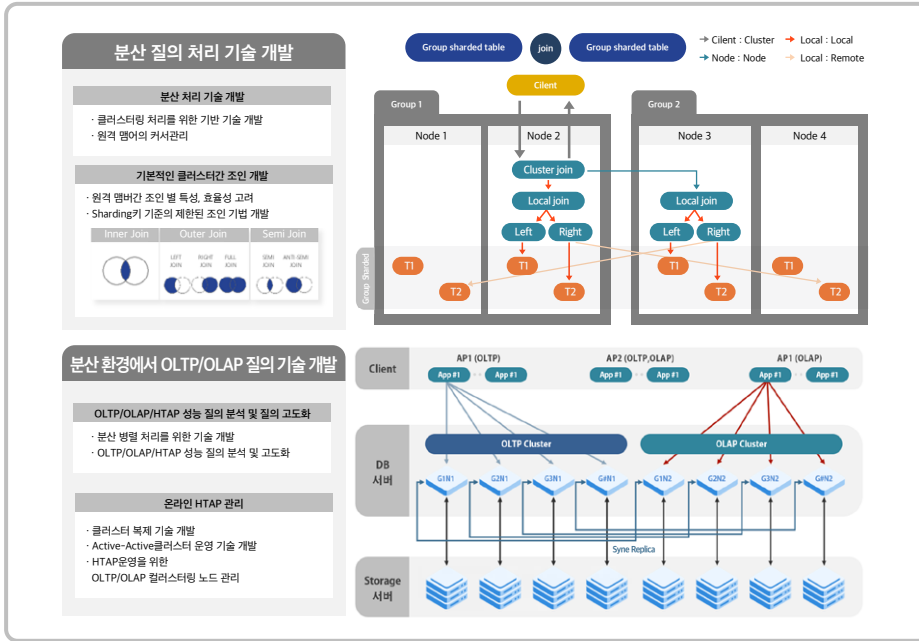 분산 질의 처리 기술 개발
분산 처리 기술 개발
· 클러스터링 처리를 위한 기반 기술 개발
· 원격 맴어의 커서관리
기본적인 클러스터간 조인 개발
· 원격 맴버간 조인 별 특성, 효율성 고려
· Sharding키 기준의 제한된 조인 기법 개발
Inner Join
Outer Join
Semi Join
LEFT JOIN
RIGHT JOIN
FULL JOIN
SEMI JOIN
ANTI SEMI JOIN
Group sharded table
join
Group sharded table
Cilent : Cluster
Local : Local
Node : Node
Local : Remote
Cilent
Group 1
Group 2
Node 1
Node 2
Node 3
Node 4
Cluster join
Local join
Local join
Left
Right
Left
Right
Group Sharded
T1
T1
T1
T1
T2
T2
T2
T2
분산 환경에서 OLTP/OLAP 질의 기술 개발
OLTP/OLAP/HTAP 성능 질의 분석 및 질의 고도화
· 분산 병렬 처리를 위한 기술 개발
· OLTP/OLAP/HTAP 성능 질의 분석 및 고도화
온라인 HTAP 관리
· 클러스터 복제 기술 개발
· Active-Active클러스터 운영 기술 개발
· HTAP운영을 위한
OLTP/OLAP 컬러스터링 노드 관리
Client
AP1 (OLTP)
AP2 (OLTP,OLAP)
AP1 (OLAP)
App #1
App #1
App #1
App #1
App #1
App #1
OLTP Cluster
OLAP Cluster
DB
서버
G1N1
G2N1
G3N1
G#N1
G1N2
G2N2
G3N2
G#N2
Syne Replica
Storage
서버